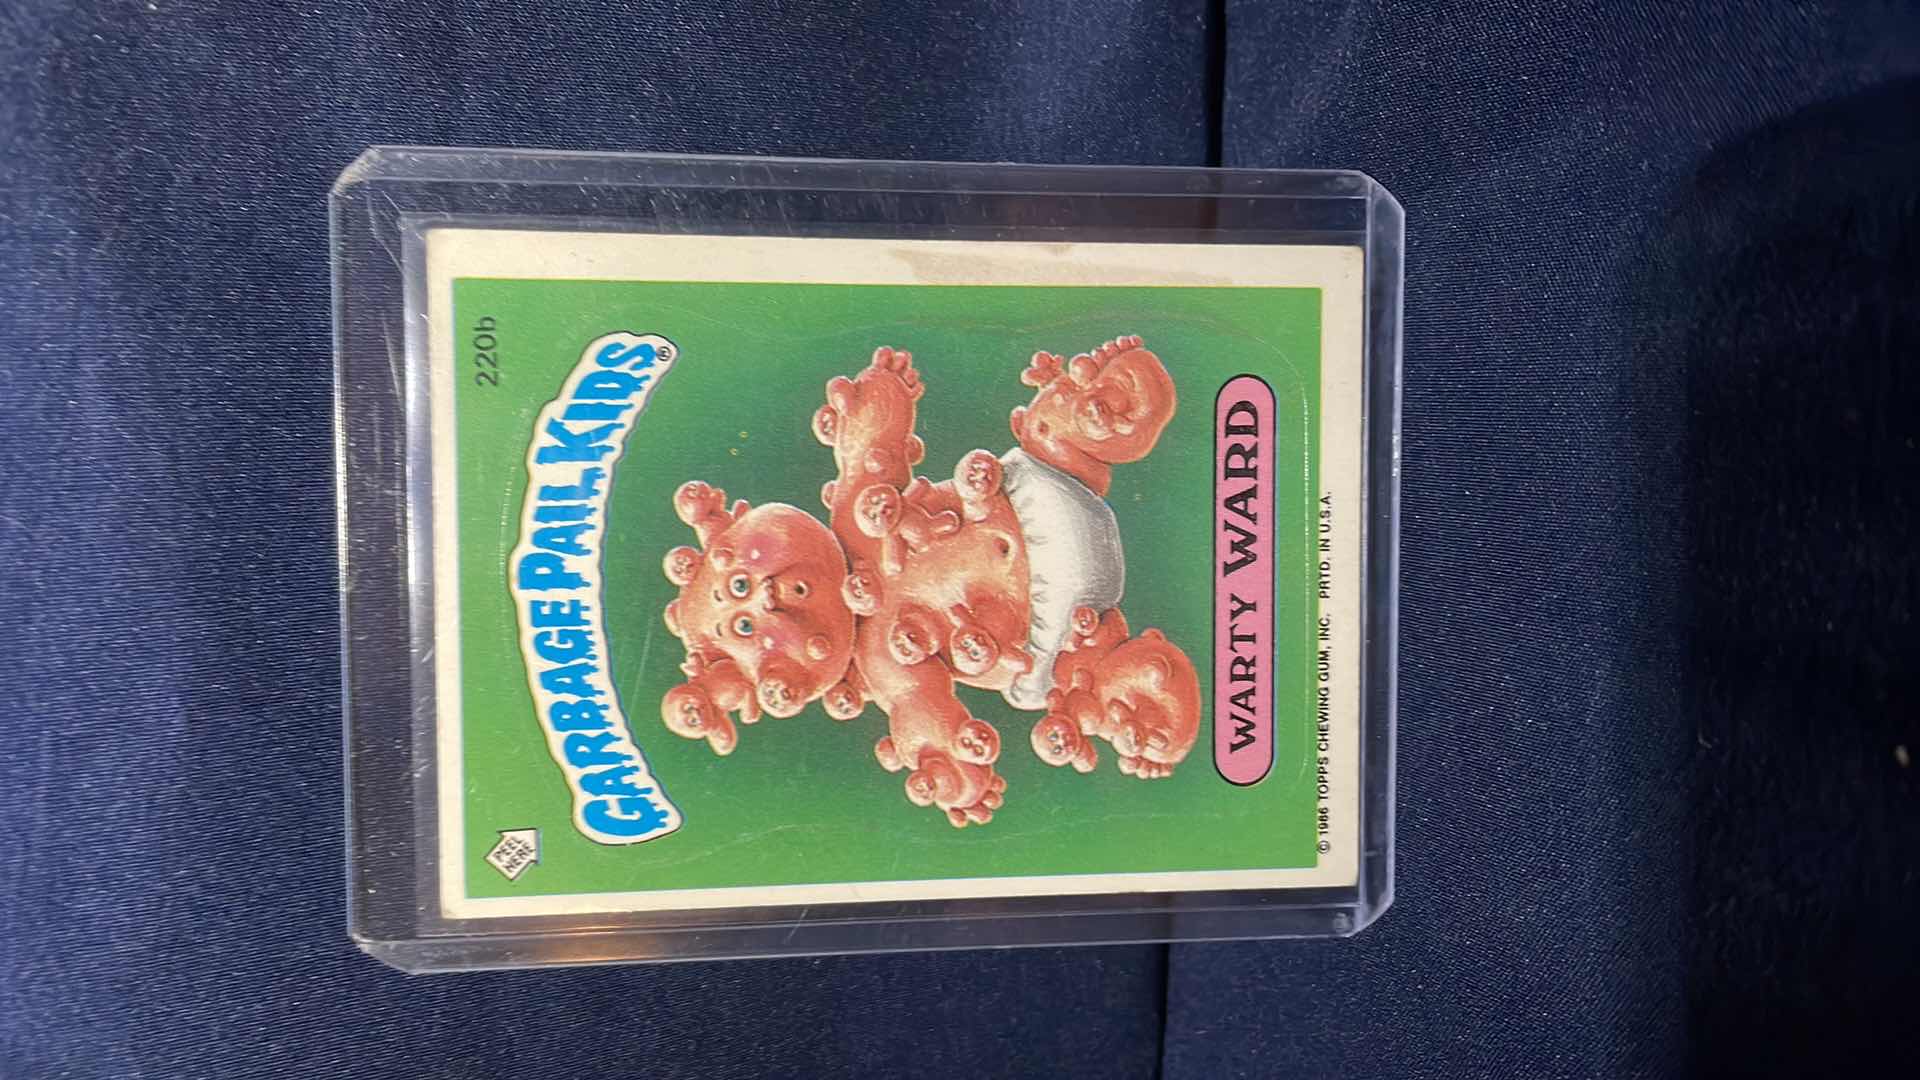 PEEL
HERE
220b
GARBAGE PAIL KIDS®
WARTY WARD
© 1986 TOPPS CHEWING GUM, INC. PRTD. IN U.S.A.